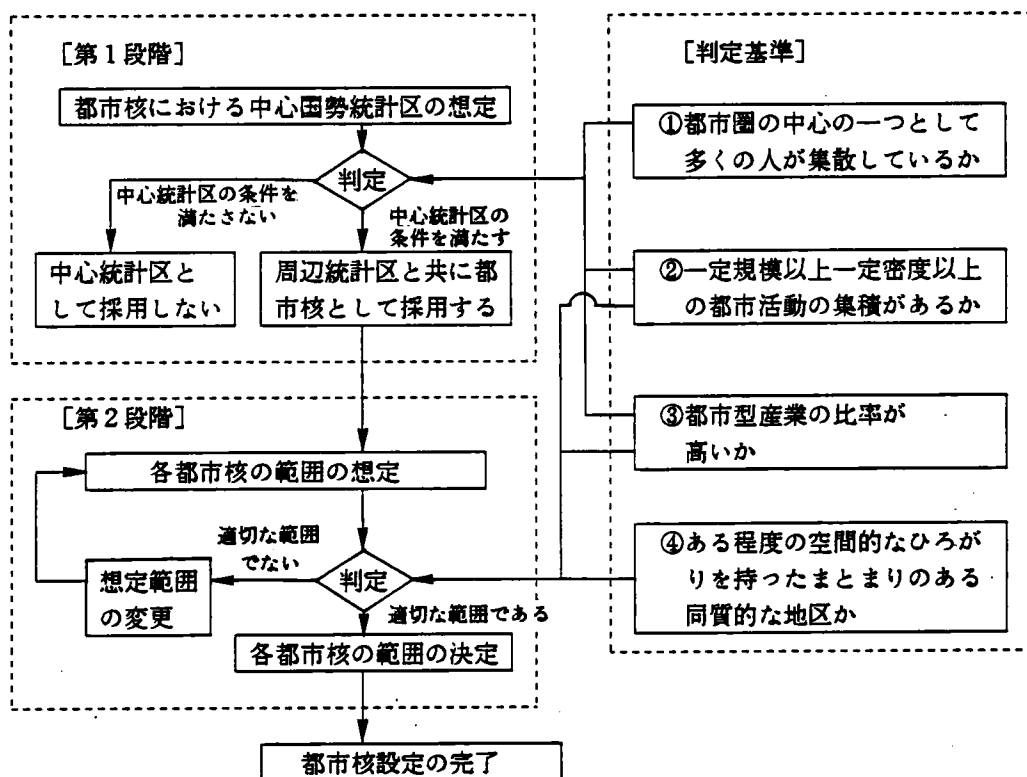 [第1段階]
都市核における中心国勢統計区の想定
判定
中心統計区の条件を
満たさない
中心統計区の
条件を満たす
中心統計区と
して採用しない
周辺統計区と共に都
市核として採用する
[第2段階]
各都市核の範囲の想定
適切な範囲
でない
判定
想定範囲
の変更
適切な範囲である
各都市核の範囲の決定
都市核設定の完了
[判定基準]
①都市圏の中心の一つとして
多くの人が集散しているか
②一定規模以上一定密度以上
の都市活動の集積があるか
③都市型産業の比率が
高いか
④ある程度の空間的なひろが
りを持ったまとまりのある
同質的な地区か